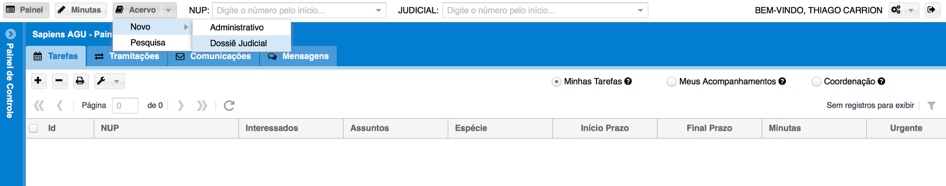 Painel Minutas Acervo NUP: Digite o número pelo início... JUDICIAL: Digite o número pelo início... BEM-VINDO, THIAGO CARRION
Novo Administrativo
Pesquisa Dossiê Judicial
Sapiens AGU - Pain
Painel de Controle
Tarefas Tramitações Comunicações Mensagens
Minhas Tarefas Meus Acompanhamentos Coordenação
Página 0 de 0 Sem registros para exibir
Id NUP Interessados Assuntos Espécie Início Prazo Final Prazo Minutas Urgente